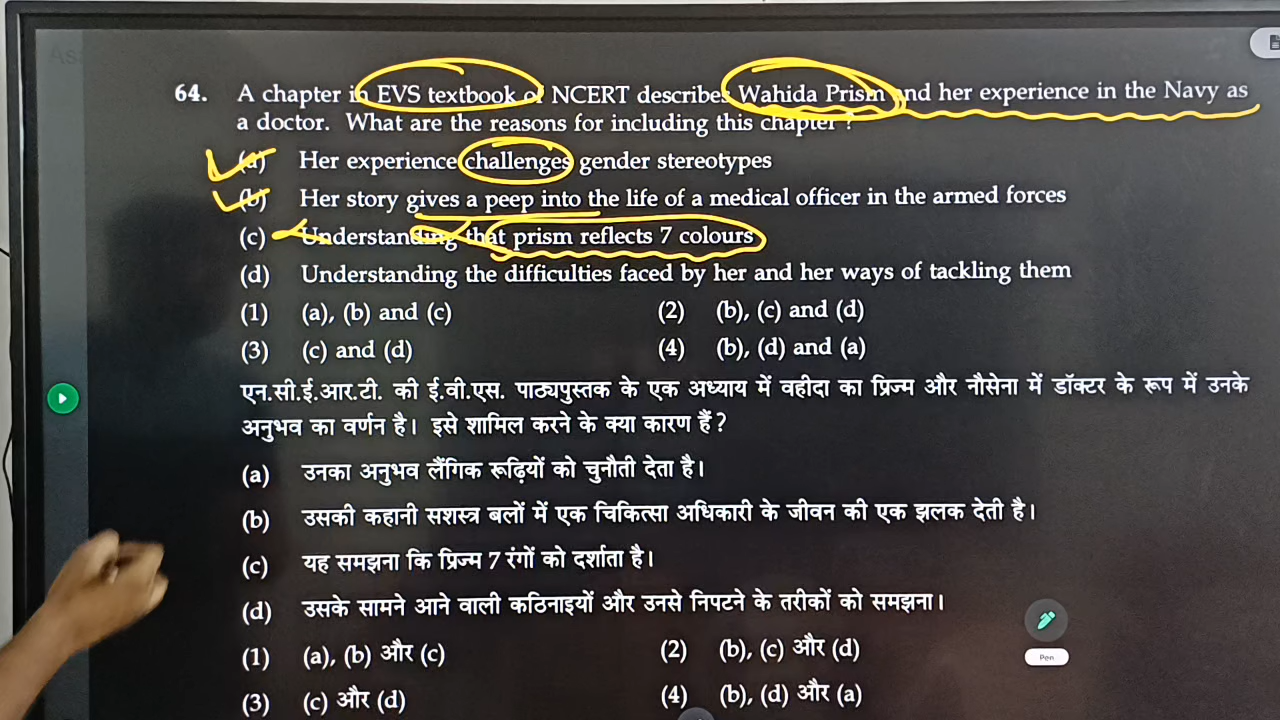 64. A chapter in EVS textbook of NCERT describes Wahida Prism and her experience in the Navy as
a doctor. What are the reasons for including this chapter ?
(a) Her experience challenges gender stereotypes
(b) Her story gives a peep into the life of a medical officer in the armed forces
(c) Understanding that prism reflects 7 colours
(d) Understanding the difficulties faced by her and her ways of tackling them
(1) (a), (b) and (c) (2) (b), (c) and (d)
(3) (c) and (d) (4) (b), (d) and (a)
एन.सी.ई.आर.टी. की ई.वी.एस. पाठ्यपुस्तक के एक अध्याय में वहीदा का प्रिज्म और नौसेना में डॉक्टर के रूप में उनके
अनुभव का वर्णन है। इसे शामिल करने के क्या कारण हैं?
(a) उनका अनुभव लैंगिक रूढ़ियों को चुनौती देता है।
(b) उसकी कहानी सशस्त्र बलों में एक चिकित्सा अधिकारी के जीवन की एक झलक देती है।
(c) यह समझना कि प्रिज्म 7 रंगों को दर्शाता है।
(d) उसके सामने आने वाली कठिनाइयों और उनसे निपटने के तरीकों को समझना।
(1) (a), (b) और (c) (2) (b), (c) और (d)
(3) (c) और (d) (4) (b), (d) और (a)
Pen